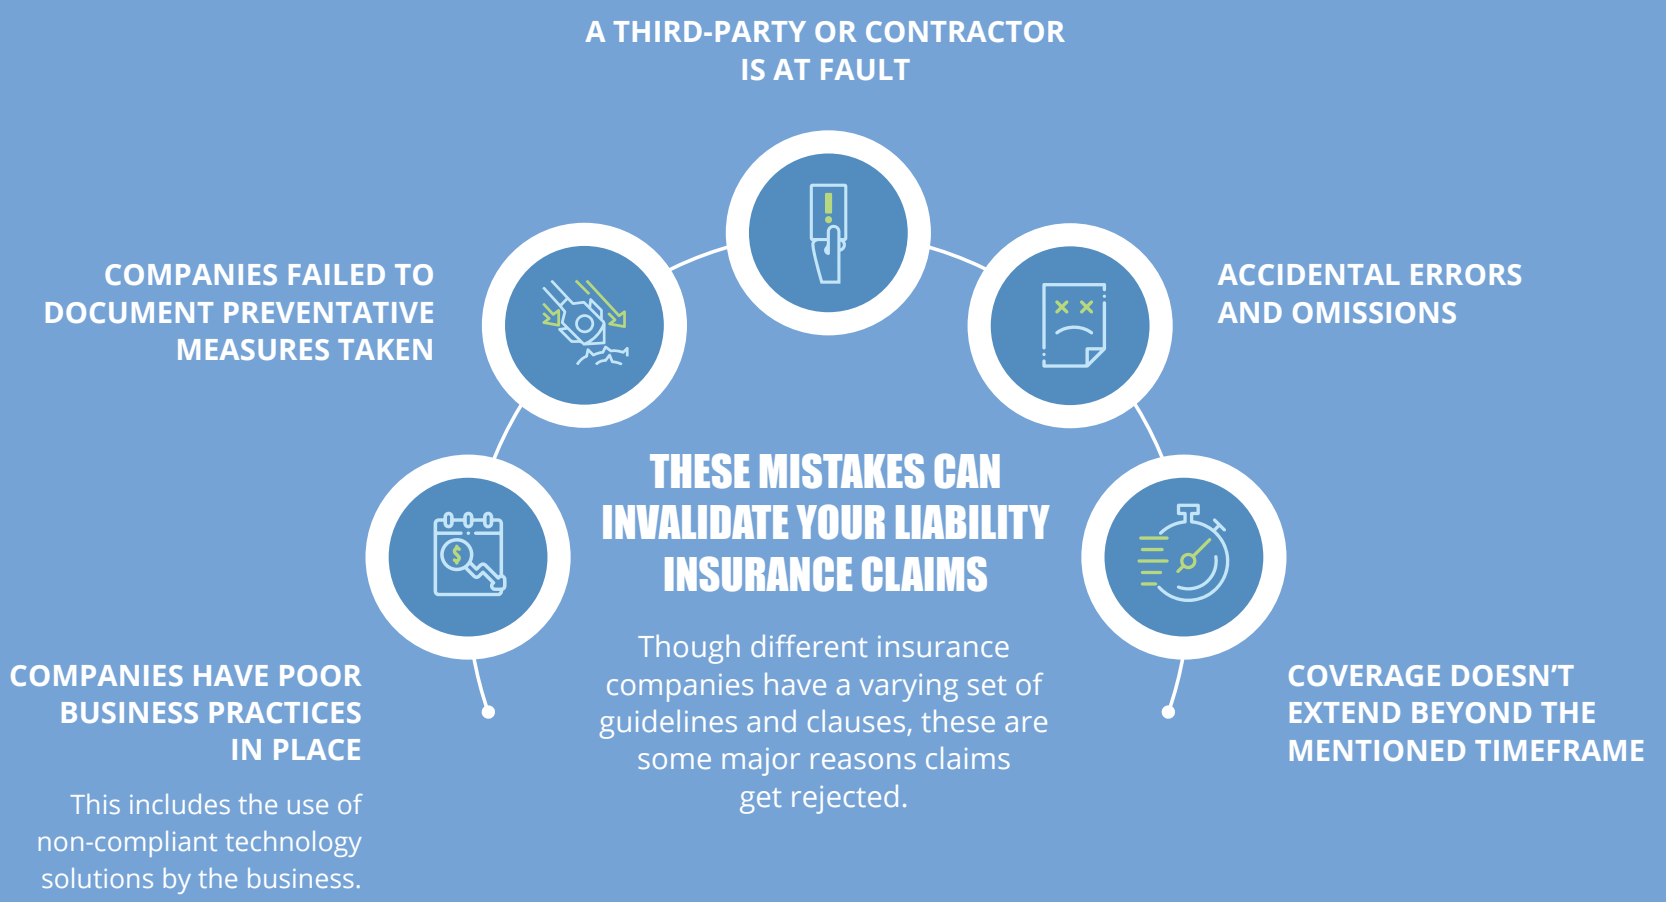 A THIRD-PARTY OR CONTRACTOR
IS AT FAULT
COMPANIES FAILED TO
DOCUMENT PREVENTATIVE
MEASURES TAKEN
ACCIDENTAL ERRORS
AND OMISSIONS
THESE MISTAKES CAN
INVALIDATE YOUR LIABILITY
INSURANCE CLAIMS
Though different insurance
companies have a varying set of
guidelines and clauses, these are
some major reasons claims
get rejected.
COMPANIES HAVE POOR
BUSINESS PRACTICES
IN PLACE
This includes the use of
non-compliant technology
solutions by the business.
COVERAGE DOESN'T
EXTEND BEYOND THE
MENTIONED TIMEFRAME